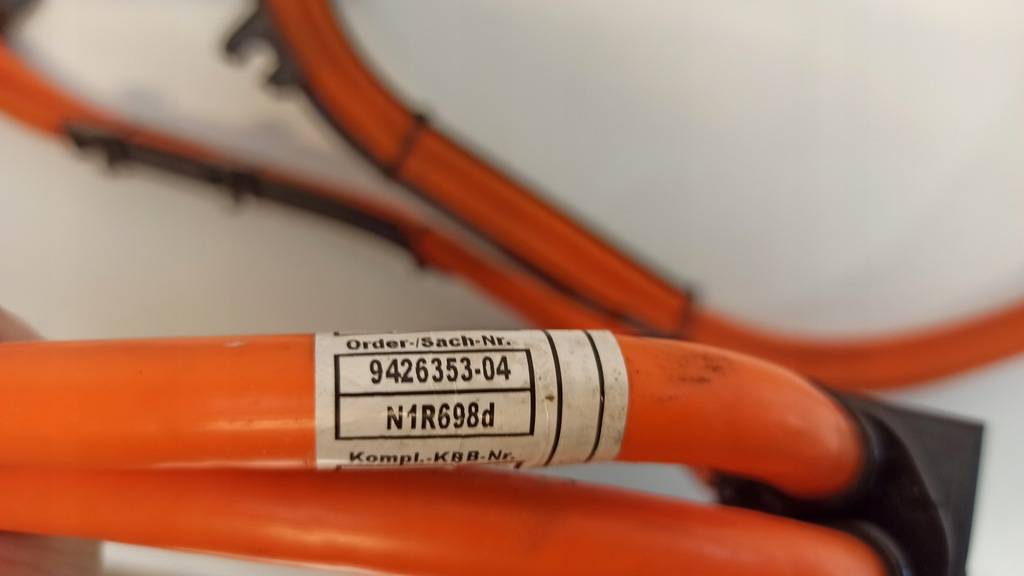 Order-/Sach-Nr.
9426353-04
N1R698d
Kompl.-KBB-Nr.